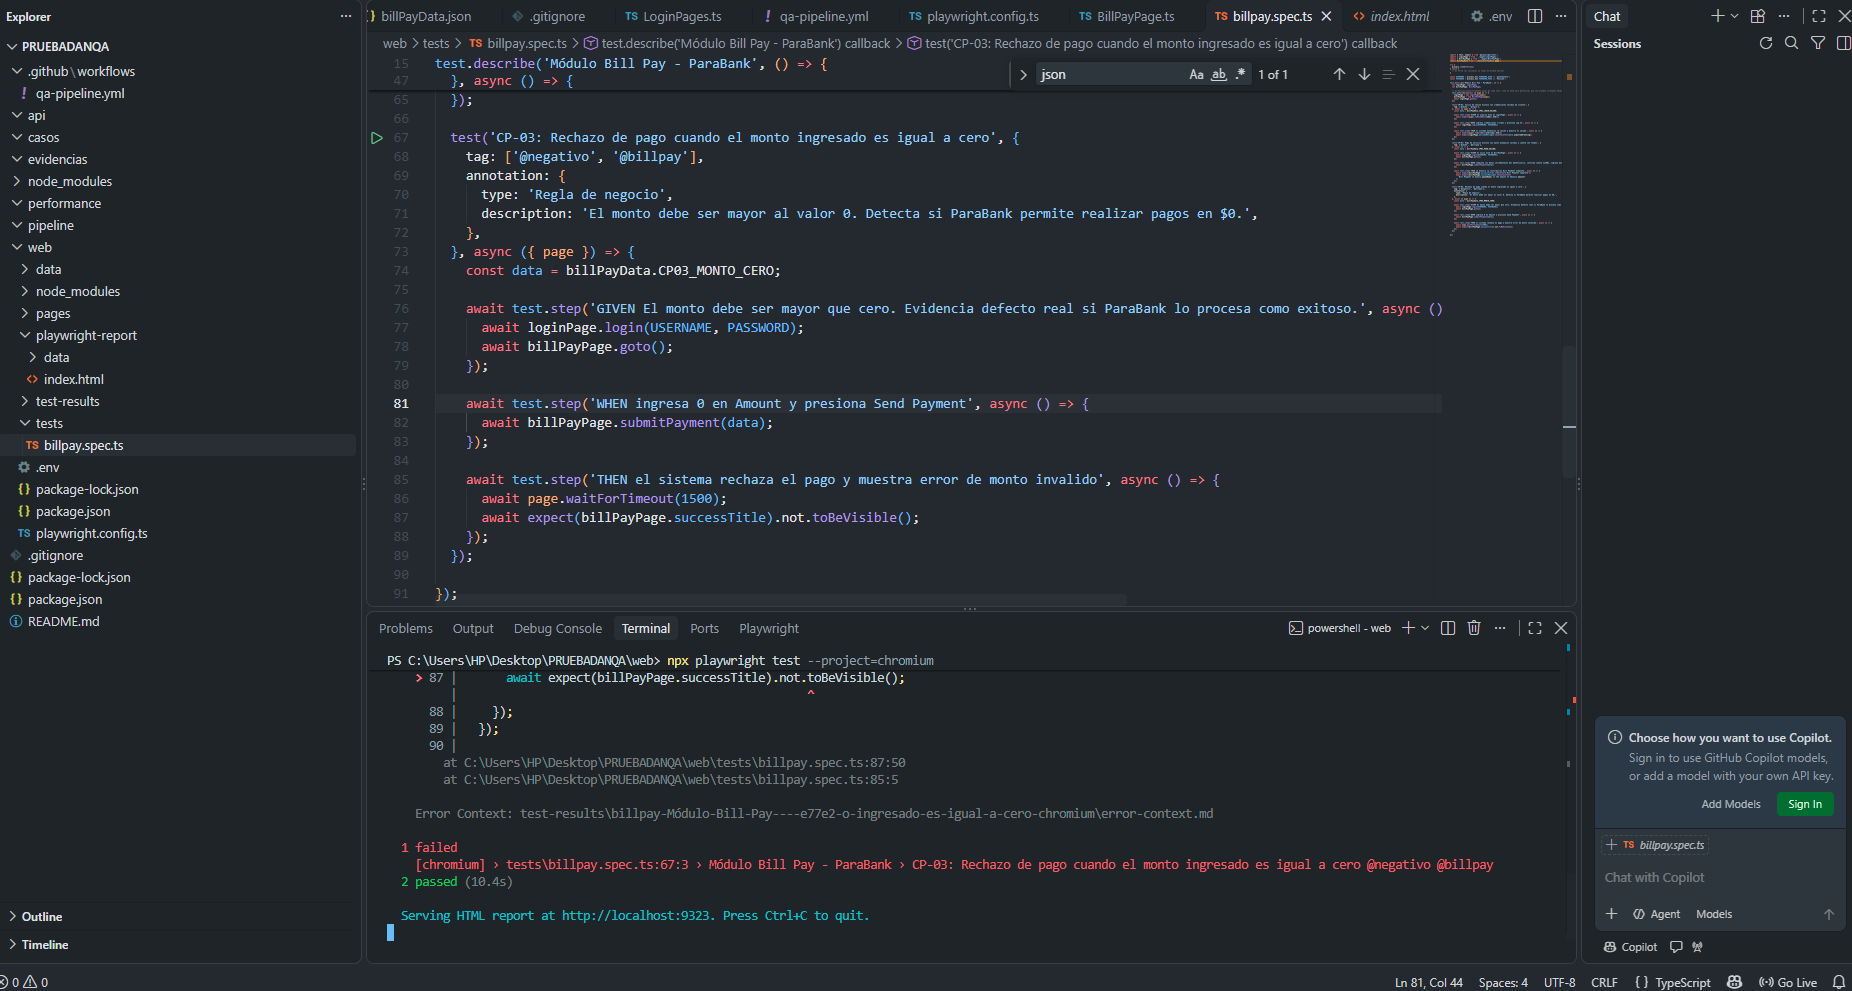 Explorer
PRUEBADANQA
.github\workflows
qa-pipeline.yml
api
casos
evidencias
node_modules
performance
pipeline
web
data
node_modules
pages
playwright-report
data
index.html
test-results
tests
TS billpay.spec.ts
.env
package-lock.json
package.json
TS playwright.config.ts
.gitignore
package-lock.json
package.json
README.md
Outline
Timeline
billPayData.json
.gitignore
TS LoginPages.ts
qa-pipeline.yml
TS playwright.config.ts
TS BillPayPage.ts
TS billpay.spec.ts
index.html
.env
web > tests > TS billpay.spec.ts > test.describe('Módulo Bill Pay - ParaBank') callback > test('CP-03: Rechazo de pago cuando el monto ingresado es igual a cero') callback
json
Aa ab .* 1 of 1
15 test.describe('Módulo Bill Pay - ParaBank', () => {
47 }, async () => {
65 });
66
67 test('CP-03: Rechazo de pago cuando el monto ingresado es igual a cero', {
68 tag: ['@negativo', '@billpay'],
69 annotation: {
70 type: 'Regla de negocio',
71 description: 'El monto debe ser mayor al valor 0. Detecta si ParaBank permite realizar pagos en $0.',
72 },
73 }, async ({ page }) => {
74 const data = billPayData.CP03_MONTO_CERO;
75
76 await test.step('GIVEN El monto debe ser mayor que cero. Evidencia defecto real si ParaBank lo procesa como exitoso.', async ()
77 await loginPage.login(USERNAME, PASSWORD);
78 await billPayPage.goto();
79 });
80
81 await test.step('WHEN ingresa 0 en Amount y presiona Send Payment', async () => {
82 await billPayPage.submitPayment(data);
83 });
84
85 await test.step('THEN el sistema rechaza el pago y muestra error de monto invalido', async () => {
86 await page.waitForTimeout(1500);
87 await expect(billPayPage.successTitle).not.toBeVisible();
88 });
89 });
90
91 });
Problems Output Debug Console Terminal Ports Playwright
powershell - web
PS C:\Users\HP\Desktop\PRUEBADANQA\web> npx playwright test --project=chromium
> 87 | await expect(billPayPage.successTitle).not.toBeVisible();
| ^
88 | });
89 | });
90 |
at C:\Users\HP\Desktop\PRUEBADANQA\web\tests\billpay.spec.ts:87:50
at C:\Users\HP\Desktop\PRUEBADANQA\web\tests\billpay.spec.ts:85:5
Error Context: test-results\billpay-Módulo-Bill-Pay----e77e2-o-ingresado-es-igual-a-cero-chromium\error-context.md
1 failed
[chromium] › tests\billpay.spec.ts:67:3 › Módulo Bill Pay - ParaBank › CP-03: Rechazo de pago cuando el monto ingresado es igual a cero @negativo @billpay
2 passed (10.4s)
Serving HTML report at http://localhost:9323. Press Ctrl+C to quit.
Chat
Sessions
Choose how you want to use Copilot.
Sign in to use GitHub Copilot models,
or add a model with your own API key.
Add Models Sign In
TS billpay.spec.ts
Chat with Copilot
Agent Models
Copilot
0 0
Ln 81, Col 44 Spaces: 4 UTF-8 CRLF { } TypeScript Go Live